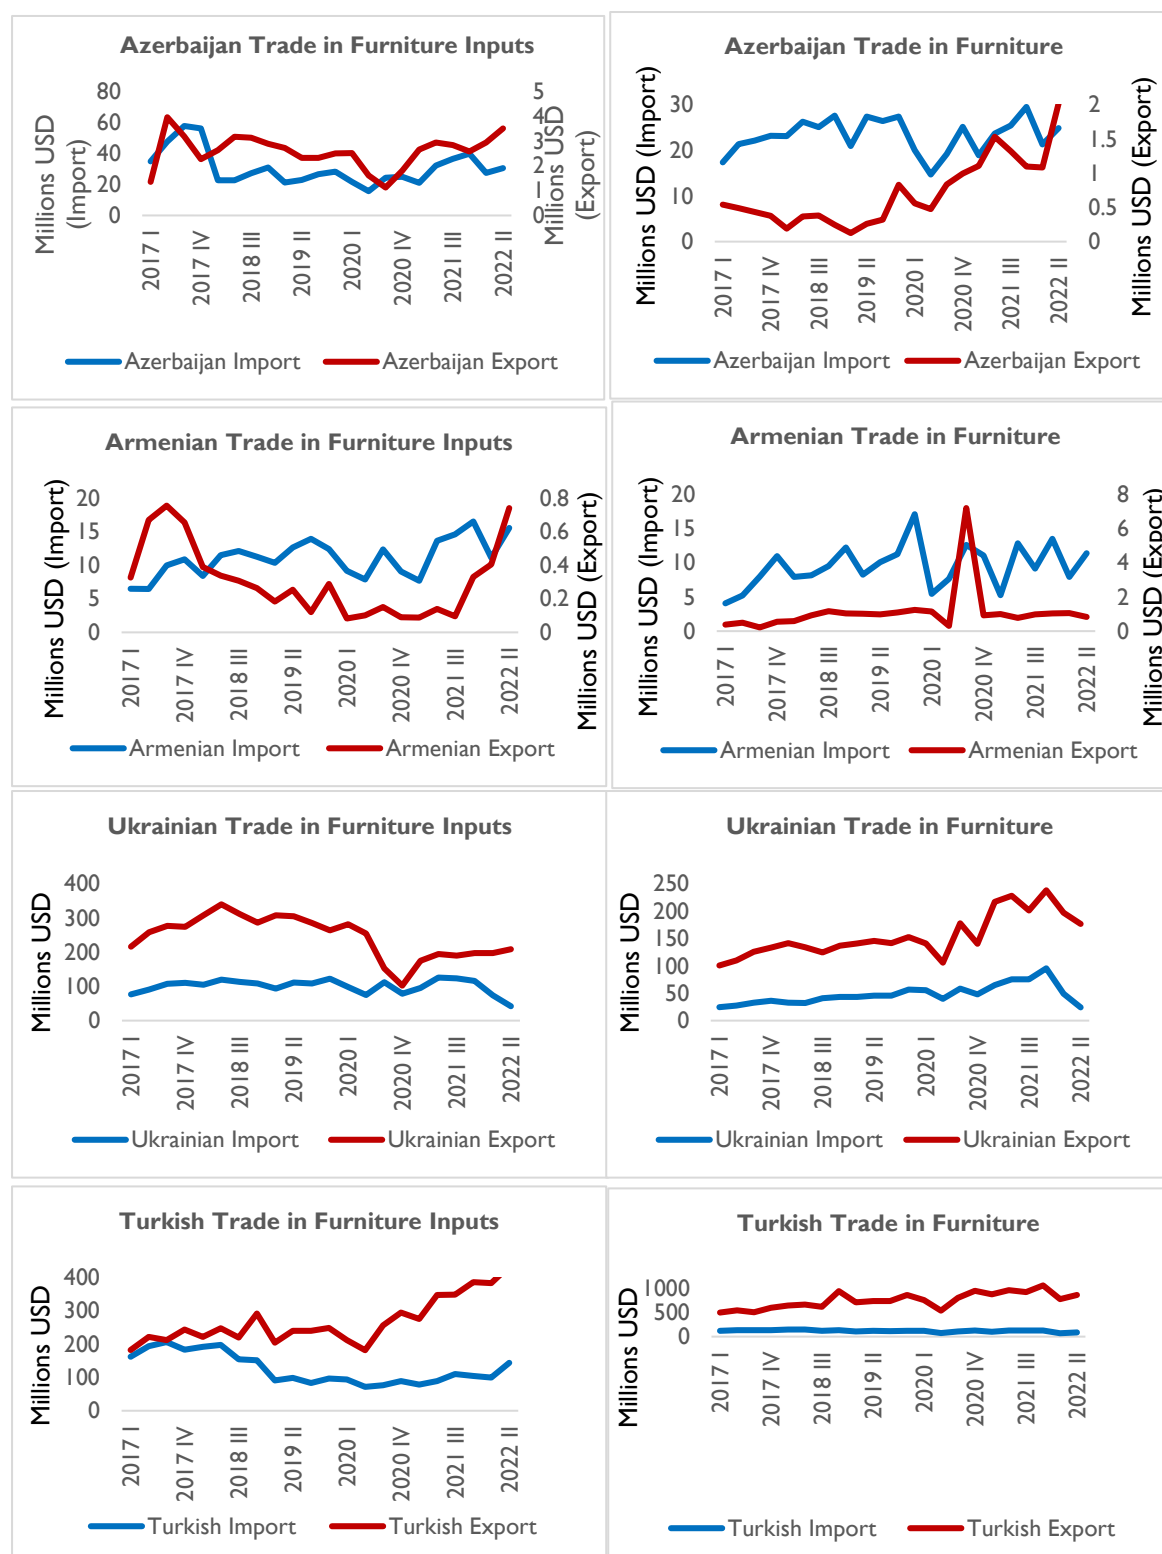 Azerbaijan Trade in Furniture Inputs
Millions USD
(Import)
80
60
40
20
0
5
4
3
2
1
0
Millions USD
(Export)
2017 I
2017 IV
2018 III
2019 II
2020 I
2020 IV
2021 III
2022 II
Azerbaijan Import
Azerbaijan Export
Azerbaijan Trade in Furniture
Millions USD (Import)
30
20
10
0
2
1.5
1
0.5
0
Millions USD (Export)
2017 I
2017 IV
2018 III
2019 II
2020 I
2020 IV
2021 III
2022 II
Azerbaijan Import
Azerbaijan Export
Armenian Trade in Furniture Inputs
Millions USD (Import)
20
15
10
5
0
0.8
0.6
0.4
0.2
0
Millions USD (Export)
2017 I
2017 IV
2018 III
2019 II
2020 I
2020 IV
2021 III
2022 II
Armenian Import
Armenian Export
Armenian Trade in Furniture
Millions USD (Import)
20
15
10
5
0
8
6
4
2
0
Millions USD (Export)
2017 I
2017 IV
2018 III
2019 II
2020 I
2020 IV
2021 III
2022 II
Armenian Import
Armenian Export
Ukrainian Trade in Furniture Inputs
Millions USD
400
300
200
100
0
2017 I
2017 IV
2018 III
2019 II
2020 I
2020 IV
2021 III
2022 II
Ukrainian Import
Ukrainian Export
Ukrainian Trade in Furniture
Millions USD
250
200
150
100
50
0
2017 I
2017 IV
2018 III
2019 II
2020 I
2020 IV
2021 III
2022 II
Ukrainian Import
Ukrainian Export
Turkish Trade in Furniture Inputs
Millions USD
400
300
200
100
0
2017 I
2017 IV
2018 III
2019 II
2020 I
2020 IV
2021 III
2022 II
Turkish Import
Turkish Export
Turkish Trade in Furniture
Millions USD
1000
500
0
2017 I
2017 IV
2018 III
2019 II
2020 I
2020 IV
2021 III
2022 II
Turkish Import
Turkish Export